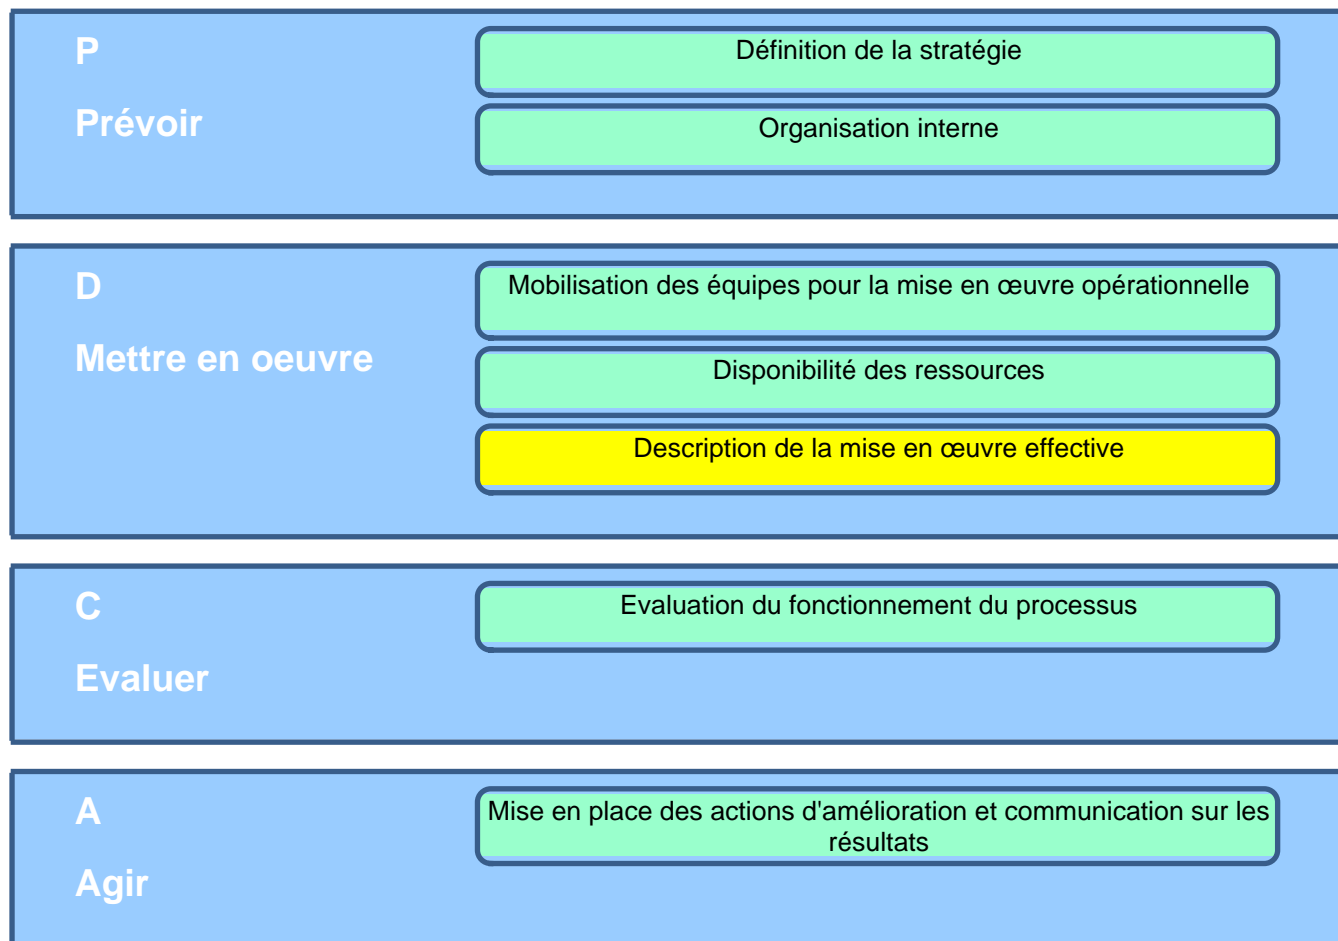 P
Prévoir
Définition de la stratégie
Organisation interne
D
Mettre en oeuvre
Mobilisation des équipes pour la mise en œuvre opérationnelle
Disponibilité des ressources
Description de la mise en œuvre effective
C
Evaluer
Evaluation du fonctionnement du processus
A
Agir
Mise en place des actions d'amélioration et communication sur les
résultats